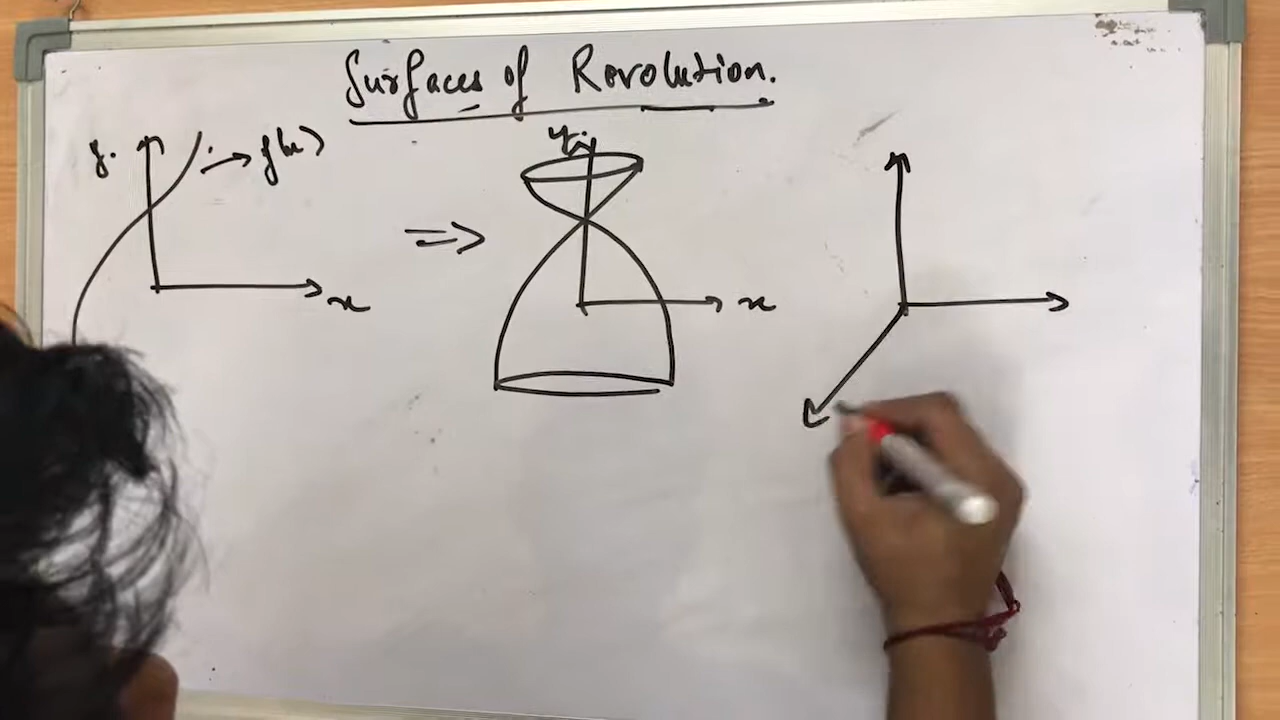 Surfaces of Revolution.
y.
f(x)
x
y
x